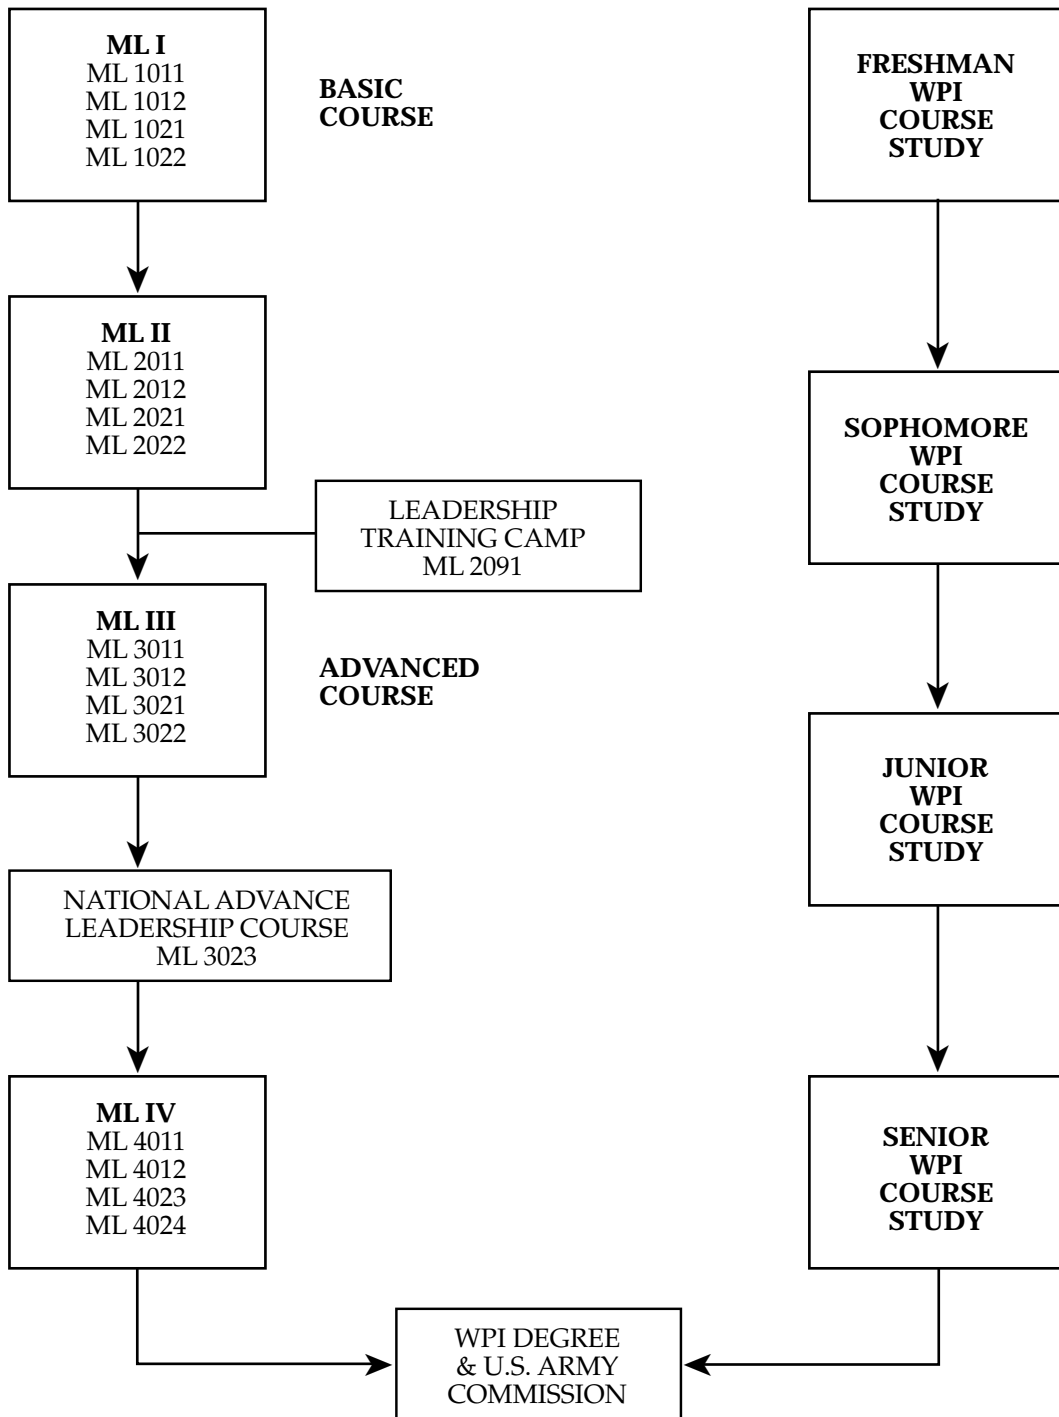 ML I
ML 1011
ML 1012
ML 1021
ML 1022
BASIC
COURSE
FRESHMAN
WPI
COURSE
STUDY
ML II
ML 2011
ML 2012
ML 2021
ML 2022
SOPHOMORE
WPI
COURSE
STUDY
LEADERSHIP
TRAINING CAMP
ML 2091
ML III
ML 3011
ML 3012
ML 3021
ML 3022
ADVANCED
COURSE
JUNIOR
WPI
COURSE
STUDY
NATIONAL ADVANCE
LEADERSHIP COURSE
ML 3023
ML IV
ML 4011
ML 4012
ML 4023
ML 4024
SENIOR
WPI
COURSE
STUDY
WPI DEGREE
& U.S. ARMY
COMMISSION